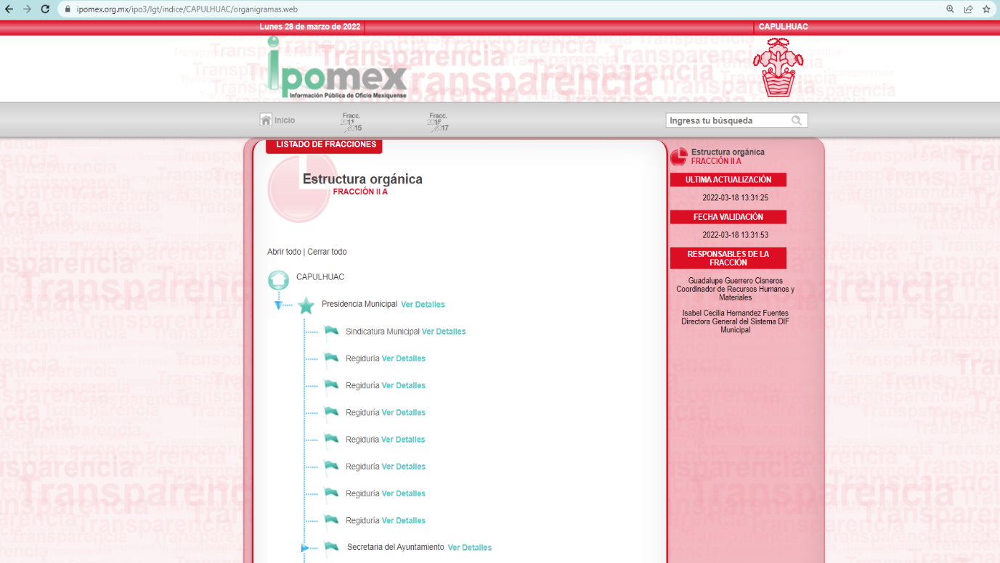 ipomex.org.mx/ipo3/lgt/indice/CAPULHUAC/organigramas.web
Lunes 28 de marzo de 2022
CAPULHUAC
ipomex
Información Pública de Oficio Mexiquense
Transparencia
Inicio
Fracc.
2015
Fracc.
2017
Ingresa tu búsqueda
LISTADO DE FRACCIONES
Estructura orgánica
FRACCIÓN II A
Abrir todo | Cerrar todo
CAPULHUAC
Presidencia Municipal Ver Detalles
Sindicatura Municipal Ver Detalles
Regiduría Ver Detalles
Regiduría Ver Detalles
Regiduría Ver Detalles
Regiduria Ver Detalles
Regiduría Ver Detalles
Regiduría Ver Detalles
Regiduría Ver Detalles
Secretaria del Ayuntamiento Ver Detalles
Estructura orgánica
FRACCIÓN II A
ULTIMA ACTUALIZACIÓN
2022-03-18 13:31:25
FECHA VALIDACIÓN
2022-03-18 13:31:53
RESPONSABLES DE LA
FRACCIÓN
Guadalupe Guerrero Cisneros
Coordinador de Recursos Humanos y
Materiales
Isabel Cecilia Hernandez Fuentes
Directora General del Sistema DIF
Municipal